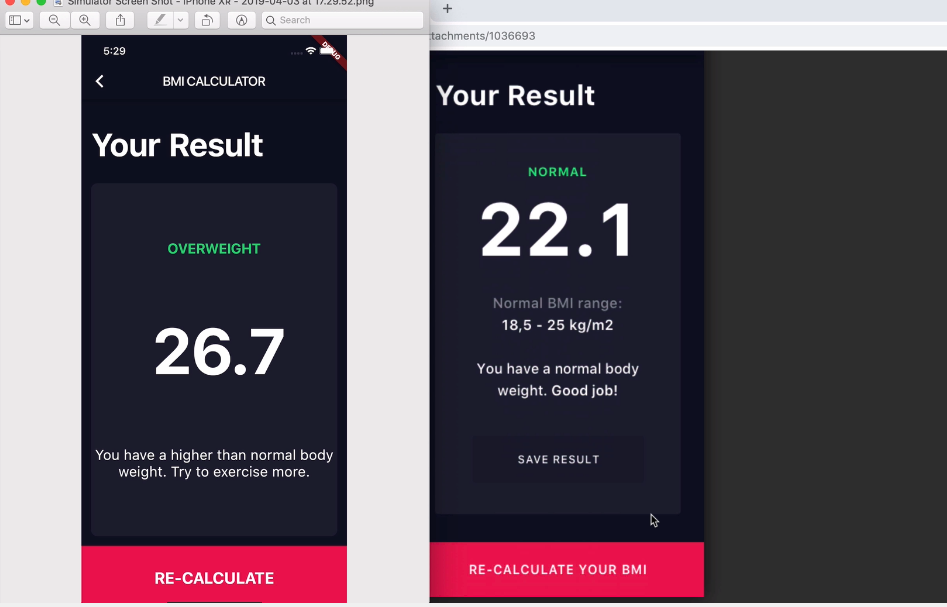 Simulator Screen Shot - iPhone XR - 2019-04-03 at 17.29.52.png
Search
5:29
DEBUG
BMI CALCULATOR
Your Result
OVERWEIGHT
26.7
You have a higher than normal body
weight. Try to exercise more.
RE-CALCULATE
ttachments/1036693
Your Result
NORMAL
22.1
Normal BMI range:
18,5 - 25 kg/m2
You have a normal body
weight. Good job!
SAVE RESULT
RE-CALCULATE YOUR BMI